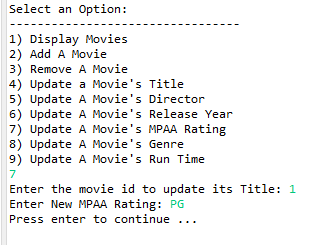 Select an Option:
---------------------------------
1) Display Movies
2) Add A Movie
3) Remove A Movie
4) Update a Movie's Title
5) Update A Movie's Director
6) Update A Movie's Release Year
7) Update A Movie's MPAA Rating
8) Update A Movie's Genre
9) Update A Movie's Run Time
7
Enter the movie id to update its Title: 1
Enter New MPAA Rating: PG
Press enter to continue ...